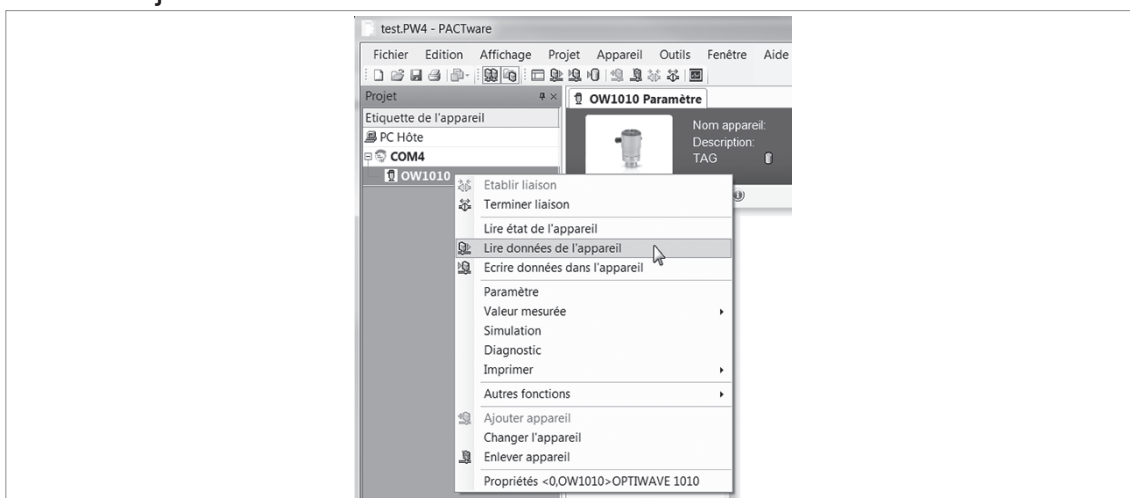 test.PW4 - PACTware
Fichier Edition Affichage Projet Appareil Outils Fenêtre Aide
Projet
OW1010 Paramètre
Etiquette de l'appareil
PC Hôte
COM4
OW1010
Nom appareil:
Description:
TAG
Etablir liaison
Terminer liaison
Lire état de l'appareil
Lire données de l'appareil
Ecrire données dans l'appareil
Paramètre
Valeur mesurée
Simulation
Diagnostic
Imprimer
Autres fonctions
Ajouter appareil
Changer l'appareil
Enlever appareil
Propriétés <0,OW1010>OPTIWAVE 1010